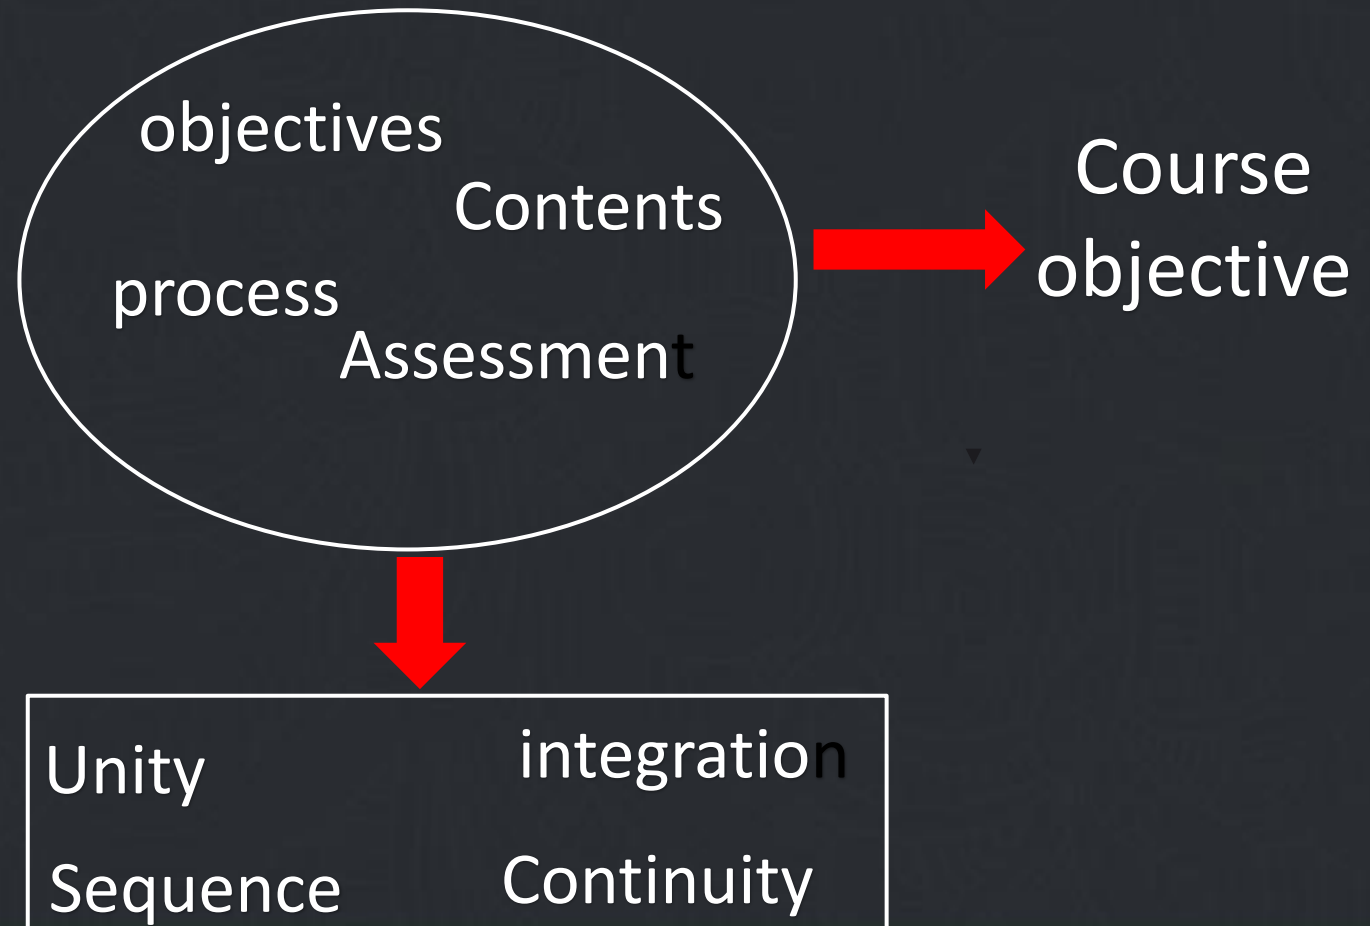 objectives
Contents
process
Assessment
Course
objective
Unity
integration
Sequence
Continuity